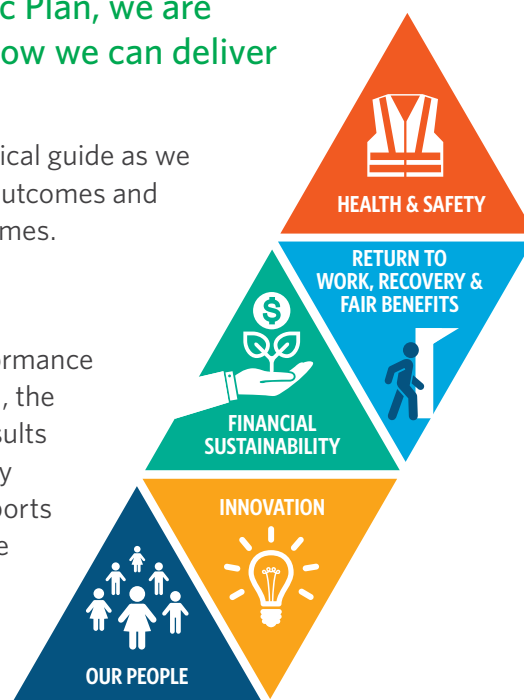 c Plan, we are
ow we can deliver
ical guide as we
utcomes and
mes.
ormance
, the
sults
y
ports
e
HEALTH & SAFETY
RETURN TO
WORK, RECOVERY &
FAIR BENEFITS
$
FINANCIAL
SUSTAINABILITY
INNOVATION
OUR PEOPLE